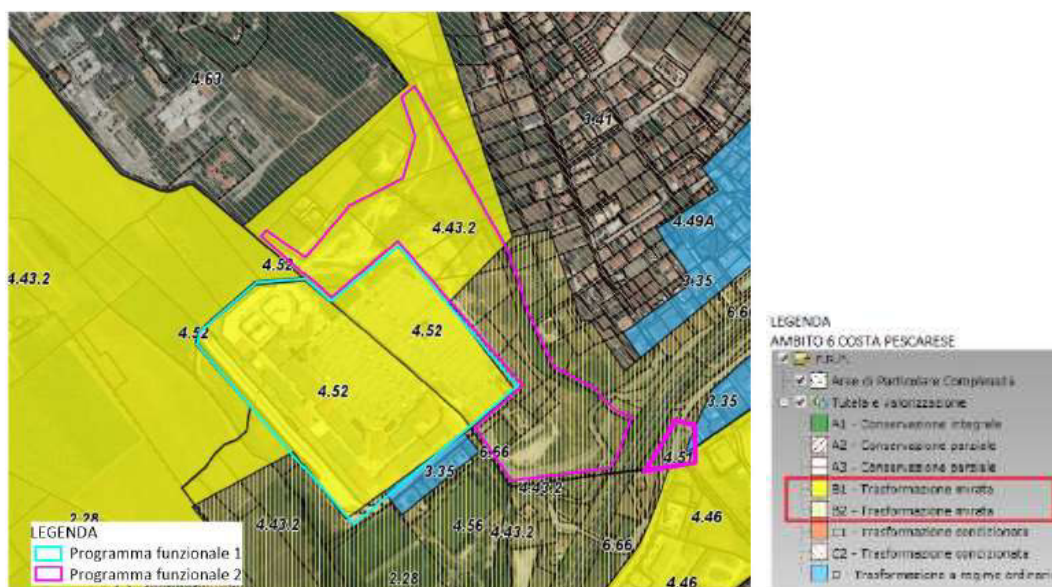 4.63
3.41
4.49A
4.43.2
4.52
4.43.2
3.35
6.6
4.52
4.52
4.52
3.35
6.66
4.51
3.35
4.43.2
4.46
2.28
4.43.2
4.56
4.43.2
6.66
2.28
4.46
LEGENDA
Programma funzionale 1
Programma funzionale 2
LEGENDA
AMBITO 6 COSTA PESCARESE
P.R.P.
Aree di Particolare Complessità
Tutela e valorizzazione
A1 - Conservazione integrale
A2 - Conservazione parziale
A3 - Conservazione parziale
B1 - Trasformazione mirata
B2 - Trasformazione mirata
C1 - Trasformazione condizionata
C2 - Trasformazione condizionata
D - Trasformazione a regime ordinari